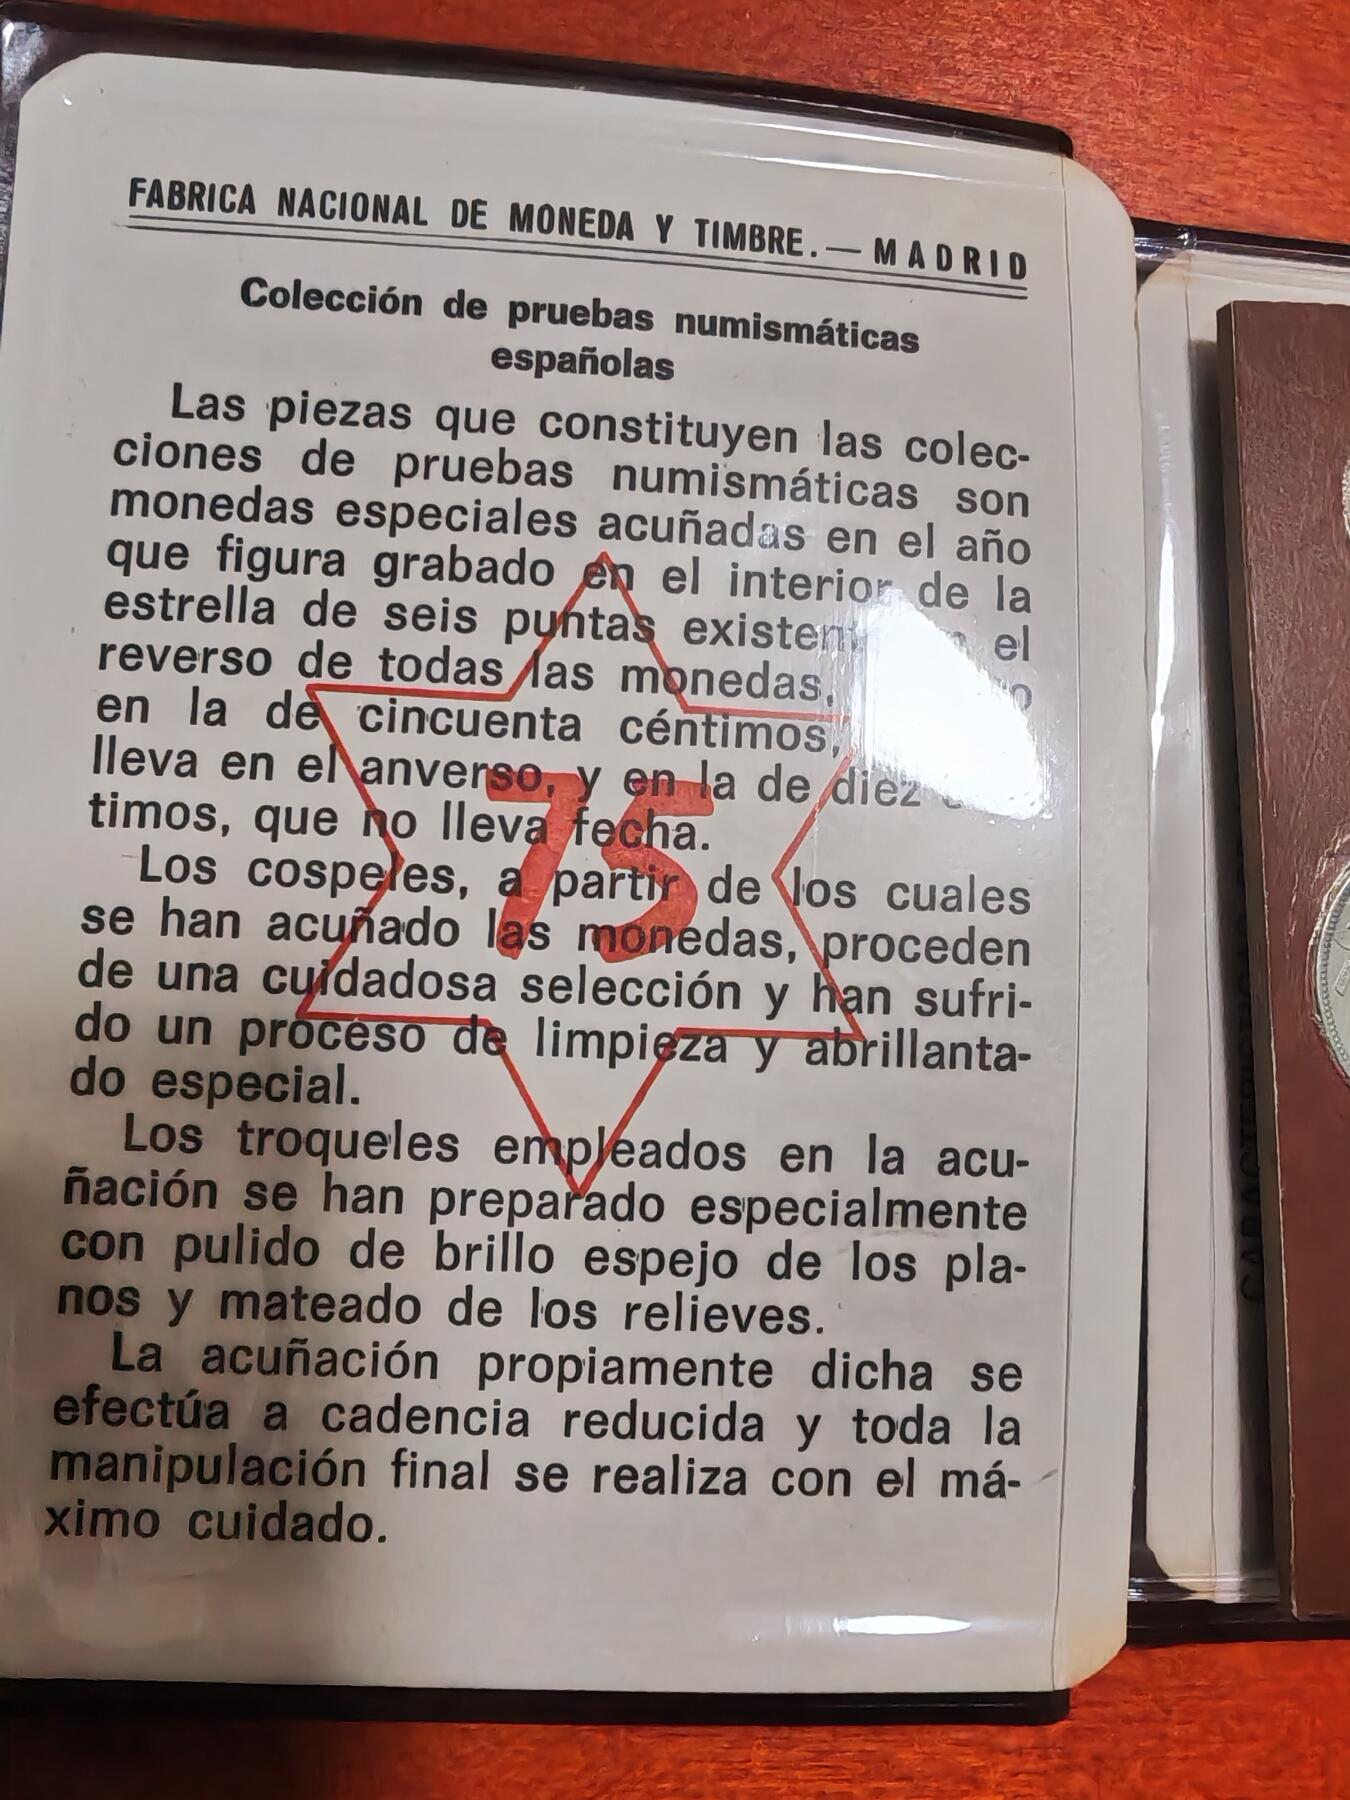 FABRICA NACIONAL DE MONEDA Y TIMBRE.— MADRID
Colección de pruebas numismáticas
españolas
Las piezas que constituyen las colec-
ciones de pruebas numismáticas son
monedas especiales acuñadas en el año
que figura grabado en el interior de la
estrella de seis puntas el
reverso de todas las monedas,
en la de cincuenta céntimos,
lleva en el anverso, y en la de diez
timos, que no lleva fecha.
75
Los cospeles, a partir de los cuales
se han acuñado las monedas, proceden
de una cuidadosa selección y han sufri-
do un proceso de limpieza y abrillanta-
do especial.
Los troqueles empleados en la acu-
ñación se han preparado especialmente
con pulido de brillo espejo de los pla-
nos y mateado de los relieves.
La acuñación propiamente dicha se
efectúa a cadencia reducida y toda la
manipulación final se realiza con el má-
ximo cuidado.